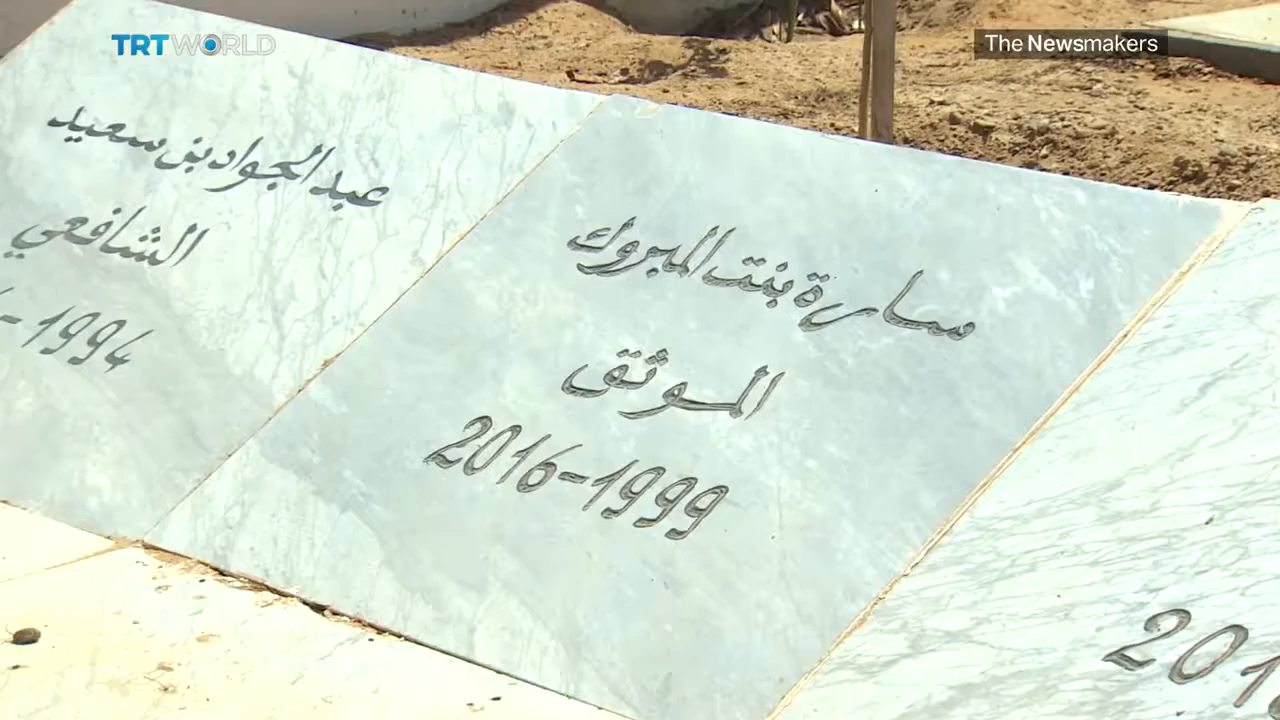 TRT WORLD
The Newsmakers
عبد الجواد بن سعيد
الشافعي
-1994
سارة بنت المبروك
الموثق
2016-1999
201